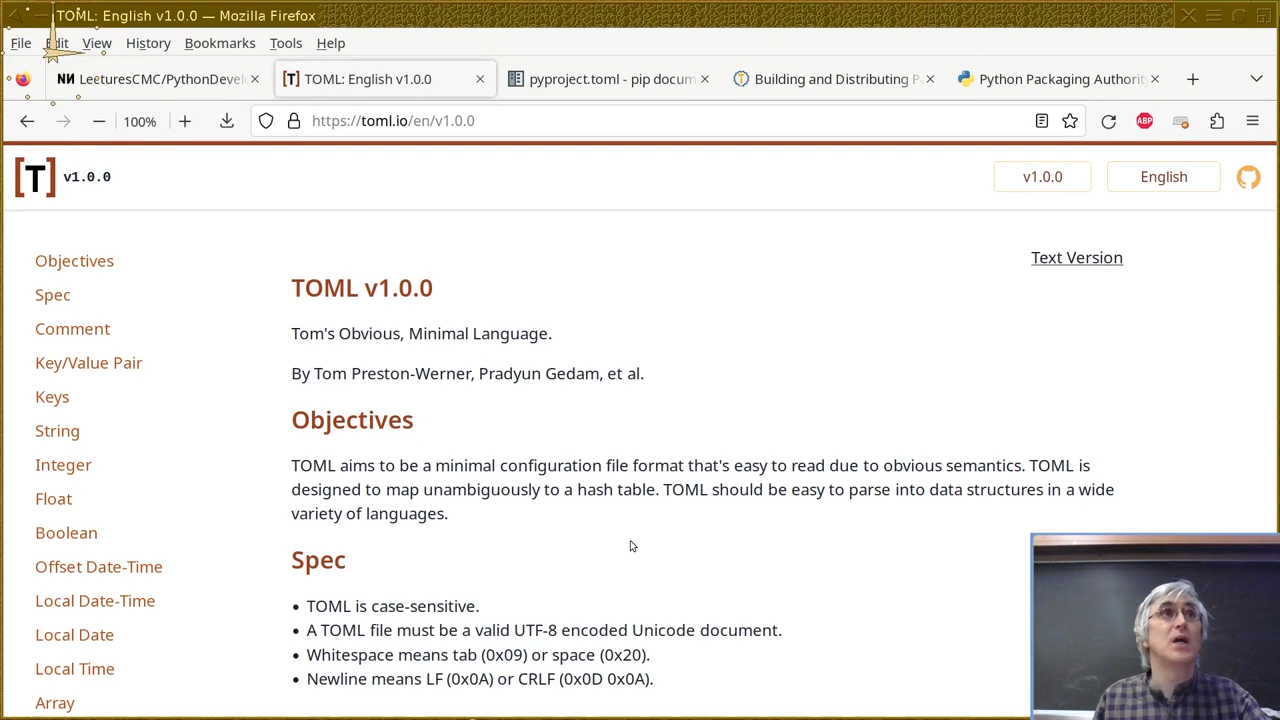 TOML: English v1.0.0 — Mozilla Firefox
File Edit View History Bookmarks Tools Help
LecturesCMC/PythonDevel
TOML: English v1.0.0
pyproject.toml - pip docum
Building and Distributing P
Python Packaging Authorit
100%
https://toml.io/en/v1.0.0
ABP
[T] v1.0.0
v1.0.0
English
Objectives
Spec
Comment
Key/Value Pair
Keys
String
Integer
Float
Boolean
Offset Date-Time
Local Date-Time
Local Date
Local Time
Array
Text Version
TOML v1.0.0
Tom's Obvious, Minimal Language.
By Tom Preston-Werner, Pradyun Gedam, et al.
Objectives
TOML aims to be a minimal configuration file format that's easy to read due to obvious semantics. TOML is
designed to map unambiguously to a hash table. TOML should be easy to parse into data structures in a wide
variety of languages.
Spec
• TOML is case-sensitive.
• A TOML file must be a valid UTF-8 encoded Unicode document.
• Whitespace means tab (0x09) or space (0x20).
• Newline means LF (0x0A) or CRLF (0x0D 0x0A).